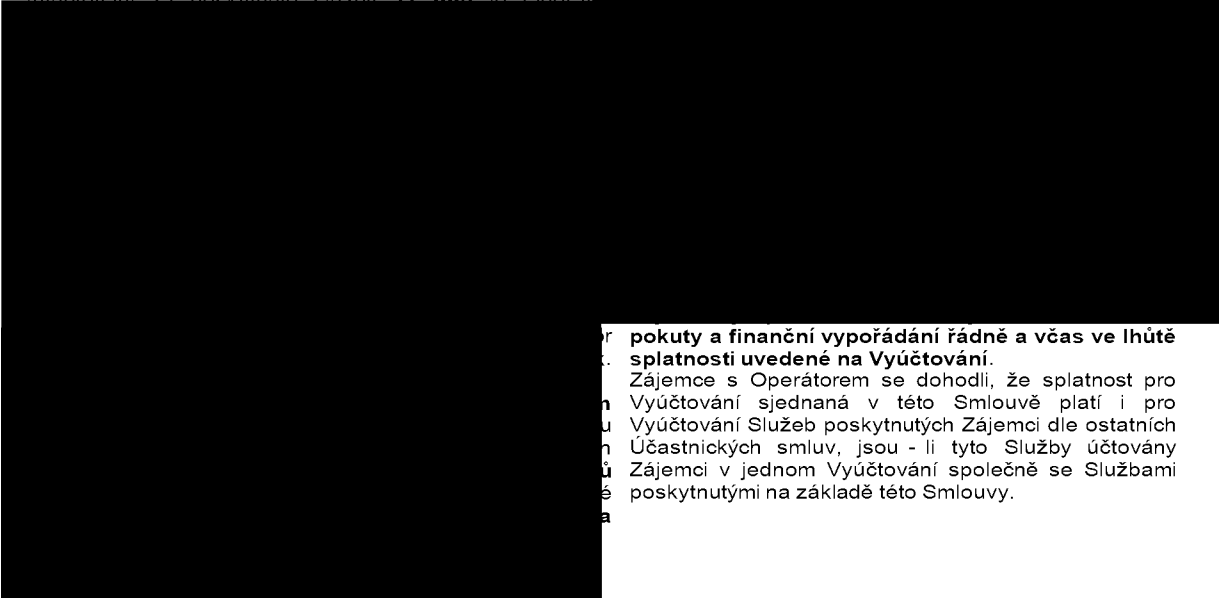 pokuty a finanční vypořádání řádně a včas ve lhůtě
splatnosti uvedené na Vyúčtování.
Zájemce s Operátorem se dohodli, že splatnost pro
Vyúčtování sjednaná v této Smlouvě platí i pro
Vyúčtování Služeb poskytnutých Zájemci dle ostatních
Účastnických smluv, jsou - li tyto Služby účtovány
Zájemci v jednom Vyúčtování společně se Službami
poskytnutými na základě této Smlouvy.